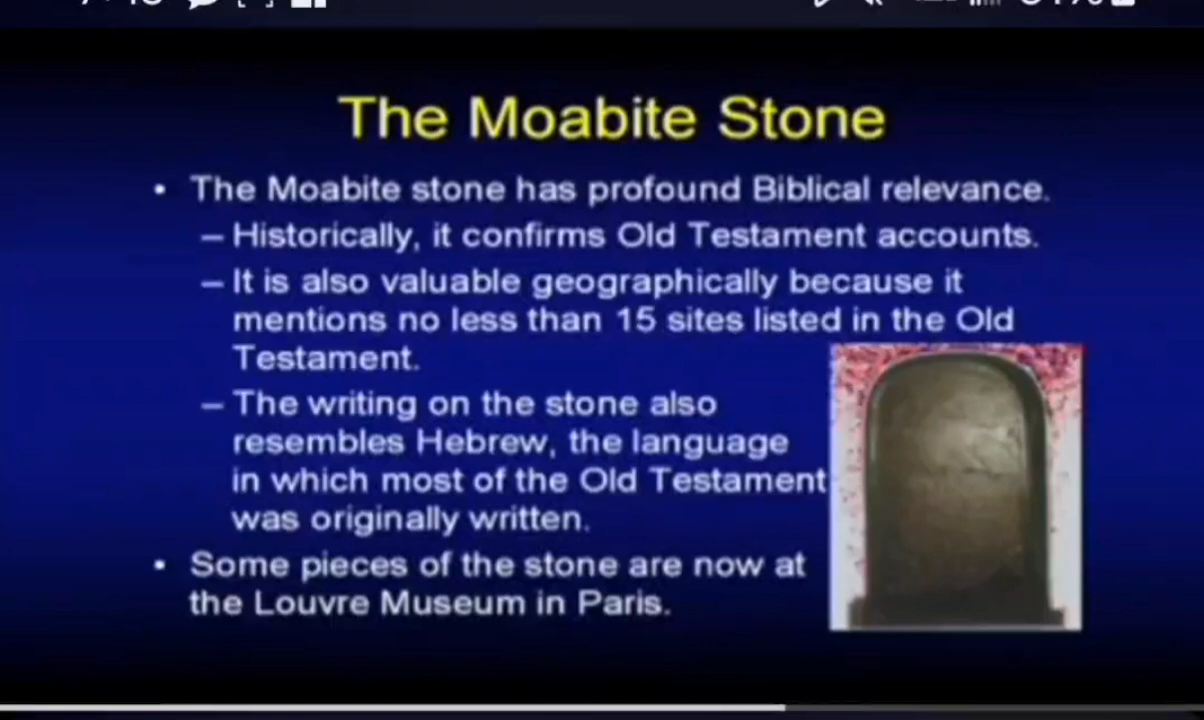 The Moabite Stone
• The Moabite stone has profound Biblical relevance.
– Historically, it confirms Old Testament accounts.
– It is also valuable geographically because it
mentions no less than 15 sites listed in the Old
Testament.
– The writing on the stone also
resembles Hebrew, the language
in which most of the Old Testament
was originally written.
• Some pieces of the stone are now at
the Louvre Museum in Paris.